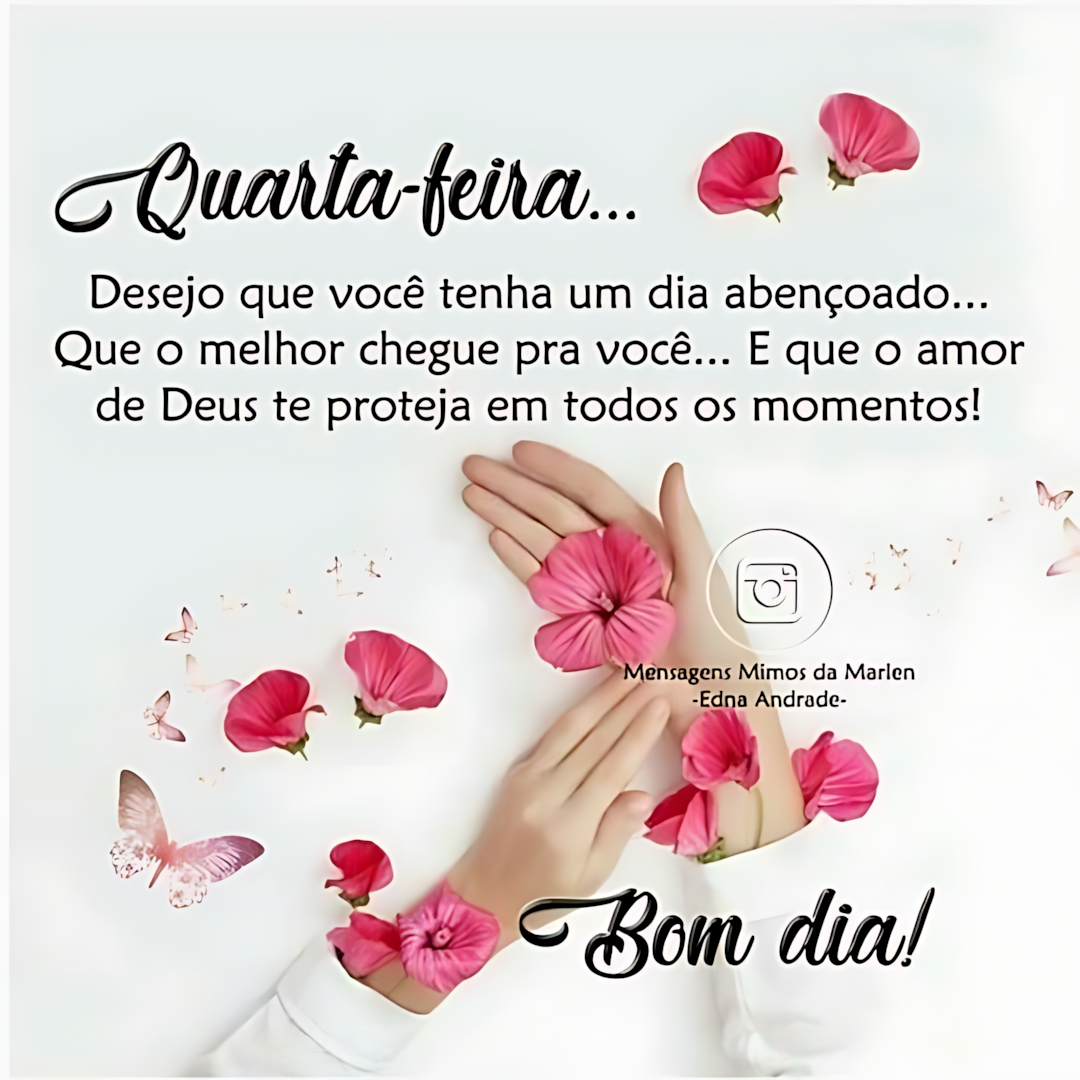 Quarta-feira...
Desejo que você tenha um dia abençoado...
Que o melhor chegue pra você... E que o amor
de Deus te proteja em todos os momentos!
Mensagens Mimos da Marlen
-Edna Andrade-
Bom dia!